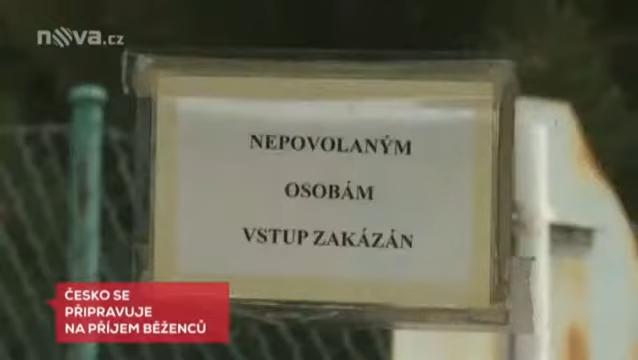 nova.cz
NEPOVOLANÝM
OSOBÁM
VSTUP ZAKÁZÁN
ČESKO SE
PŘIPRAVUJE
NA PŘÍJEM BĚŽENCŮ